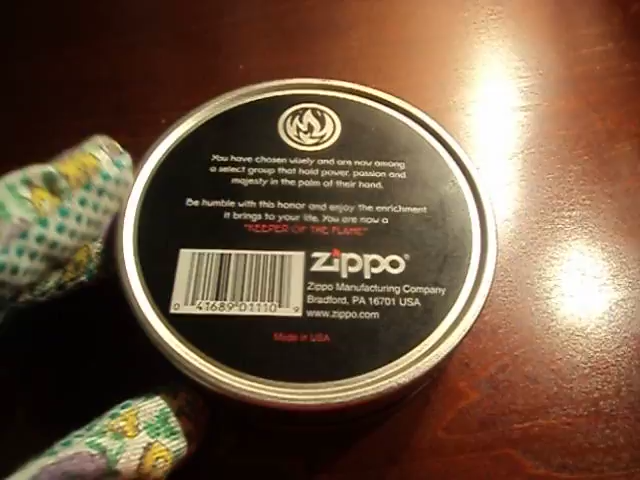 You have chosen wisely and are now among
a select group that hold power, passion and
majesty in the palm of their hand.
Be humble with this honor and enjoy the enrichment
it brings to your life. You are now a
"KEEPER OF THE FLAME"
zippo®
0 41689-01110 9
Zippo Manufacturing Company
Bradford, PA 16701 USA
www.zippo.com
Made in USA